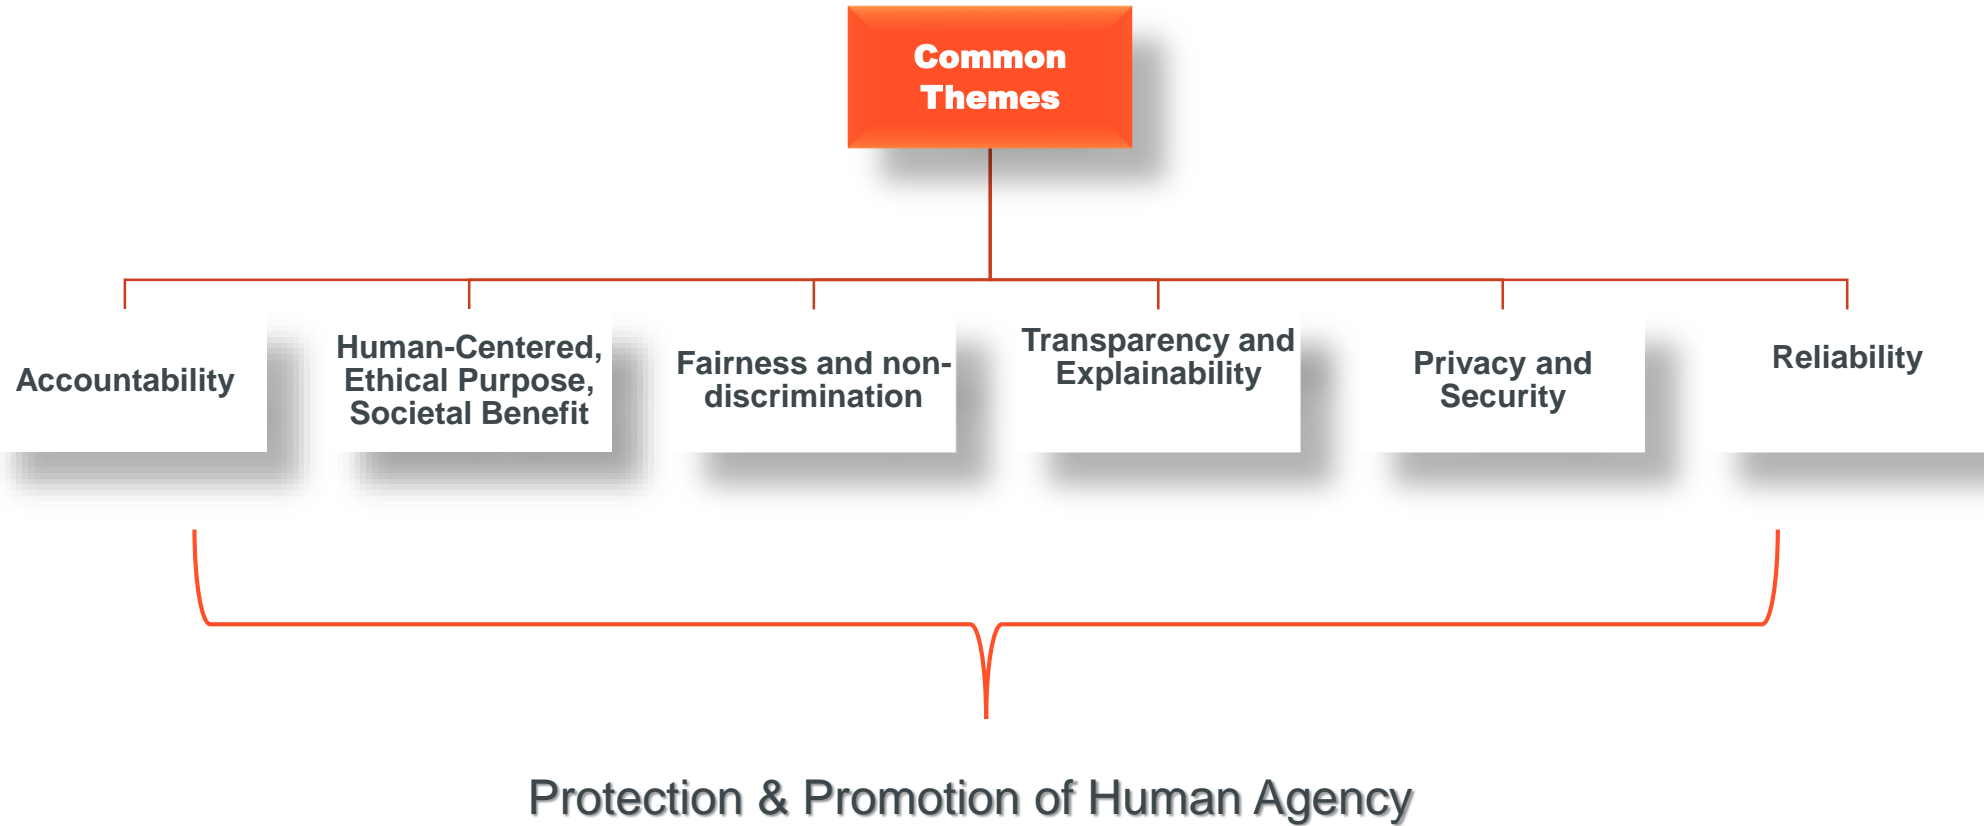 Common
Themes
Accountability
Human-Centered,
Ethical Purpose,
Societal Benefit
Fairness and non-
discrimination
Transparency and
Explainability
Privacy and
Security
Reliability
Protection & Promotion of Human Agency